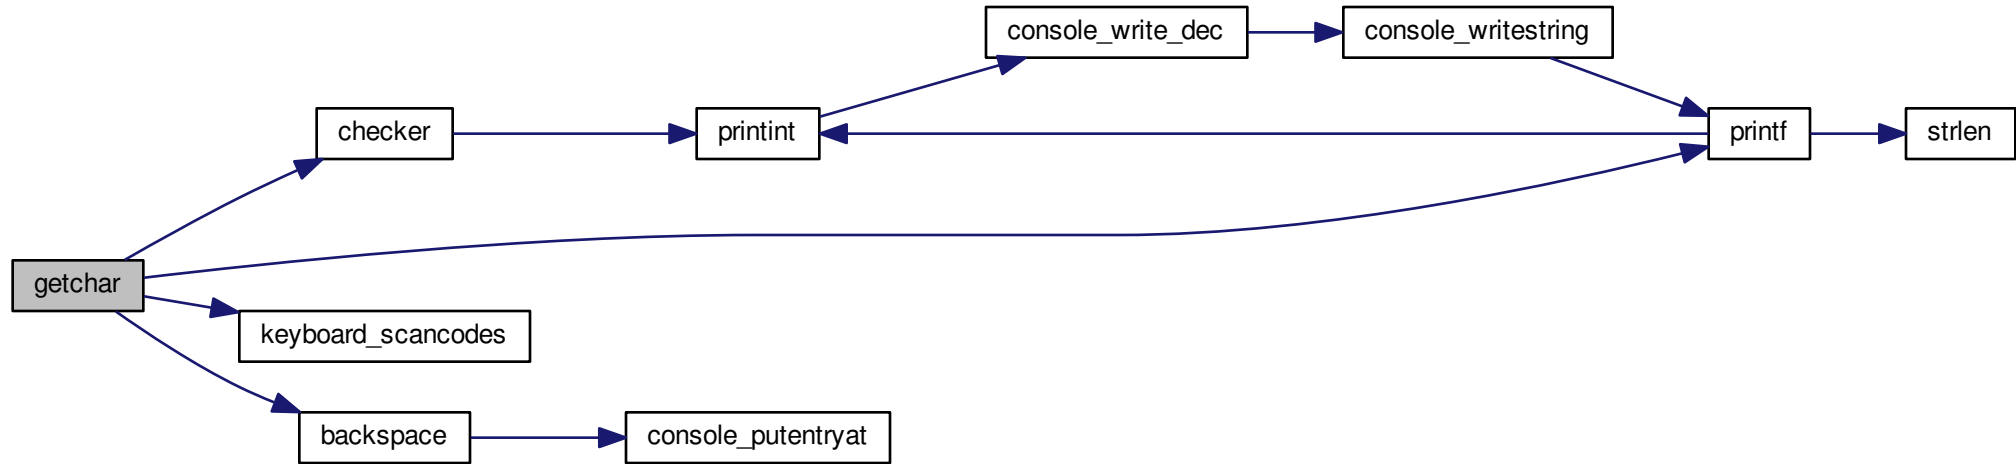 console_write_dec
console_writestring
checker
printint
printf
strlen
getchar
keyboard_scancodes
backspace
console_putentryat